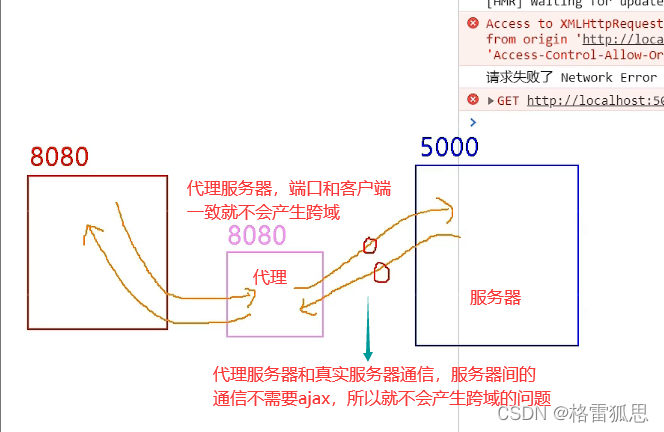 [HMR] Waiting for update
Access to XMLHttpRequest
from origin 'http://loca
'Access-Control-Allow-Or
请求失败了 Network Error
GET http://localhost:50
8080
代理服务器，端口和客户端
一致就不会产生跨域
8080
代理
5000
服务器
代理服务器和真实服务器通信，服务器间的
通信不需要ajax，所以就不会产生跨域的问题
CSDN @格雷狐思